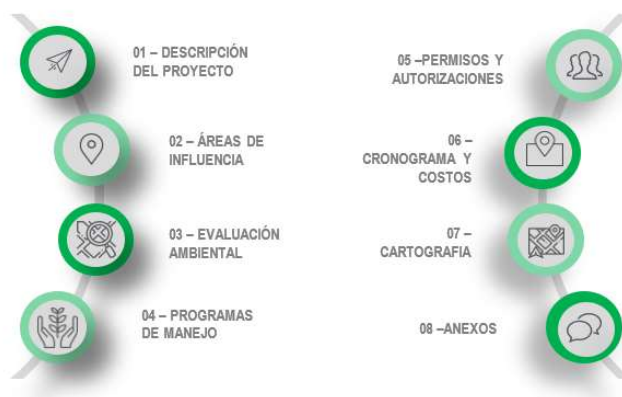 01 – DESCRIPCIÓN
DEL PROYECTO
02 – ÁREAS DE
INFLUENCIA
03 – EVALUACIÓN
AMBIENTAL
04 – PROGRAMAS
DE MANEJO
05 –PERMISOS Y
AUTORIZACIONES
06 –
CRONOGRAMA Y
COSTOS
07 –
CARTOGRAFIA
08 –ANEXOS